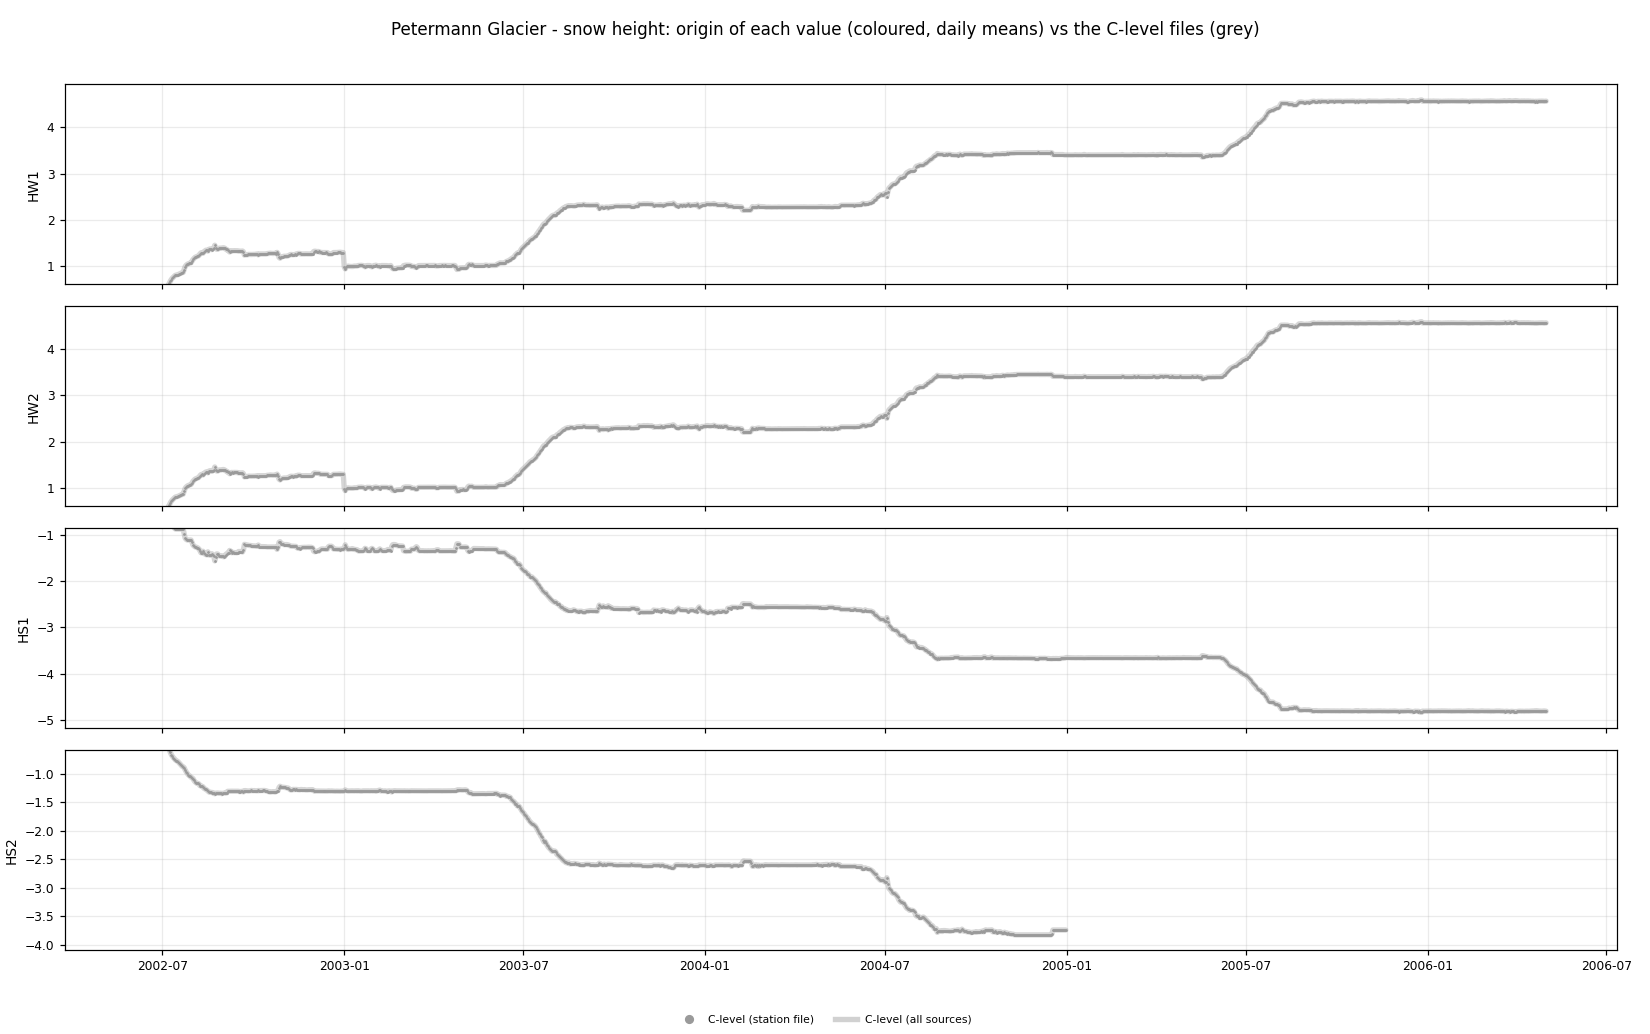 Petermann Glacier - snow height: origin of each value (coloured, daily means) vs the C-level files (grey)
4
3
2
1
HW1
4
3
2
1
HW2
−1
−2
−3
−4
−5
HS1
−1.0
−1.5
−2.0
−2.5
−3.0
−3.5
−4.0
HS2
2002-07 2003-01 2003-07 2004-01 2004-07 2005-01 2005-07 2006-01 2006-07
C-level (station file) C-level (all sources)